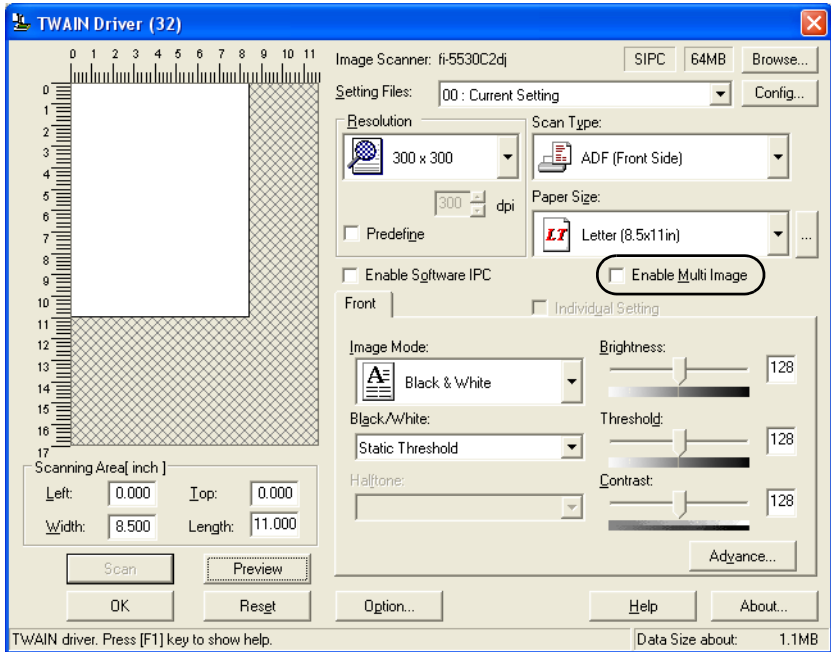 TWAIN Driver (32)
0 1 2 3 4 5 6 7 8 9 10 11
0
1
2
3
4
5
6
7
8
9
10
11
12
13
14
15
16
17
Image Scanner: fi-5530C2dj SIPC 64MB Browse...
Setting Files: 00 : Current Setting Config...
Resolution
300 x 300
300 dpi
Predefine
Scan Type:
ADF (Front Side)
Paper Size:
LT Letter (8.5x11in) ...
Enable Software IPC Enable Multi Image
Front Individual Setting
Image Mode:
A Black & White
Black/White:
Static Threshold
Halftone:
Brightness:
128
Threshold:
128
Contrast:
128
Advance...
Scanning Area[ inch ]
Left: 0.000 Top: 0.000
Width: 8.500 Length: 11.000
Scan Preview
OK Reset Option... Help About...
TWAIN driver. Press [F1] key to show help. Data Size about: 1.1MB